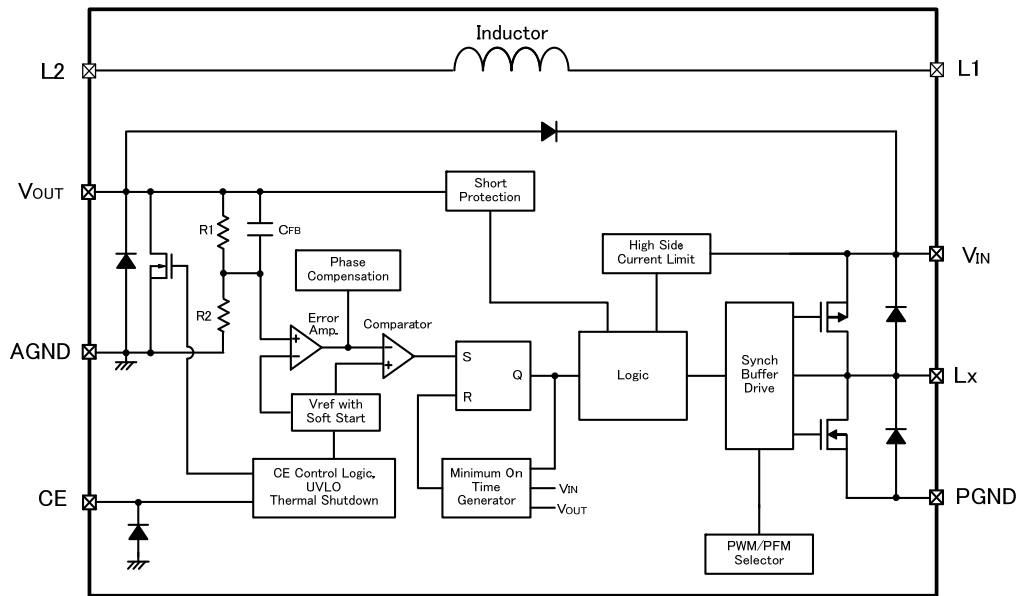 Inductor
L2
L1
VOUT
Short
Protection
R1
CFB
High Side
Current Limit
VIN
Phase
Compensation
R2
Error
Amp.
Comparator
AGND
+
−
−
+
S
Q
R
Logic
Synch
Buffer
Drive
Lx
Vref with
Soft Start
CE Control Logic,
UVLO
Thermal Shutdown
Minimum On
Time
Generator
VIN
VOUT
CE
PGND
PWM/PFM
Selector